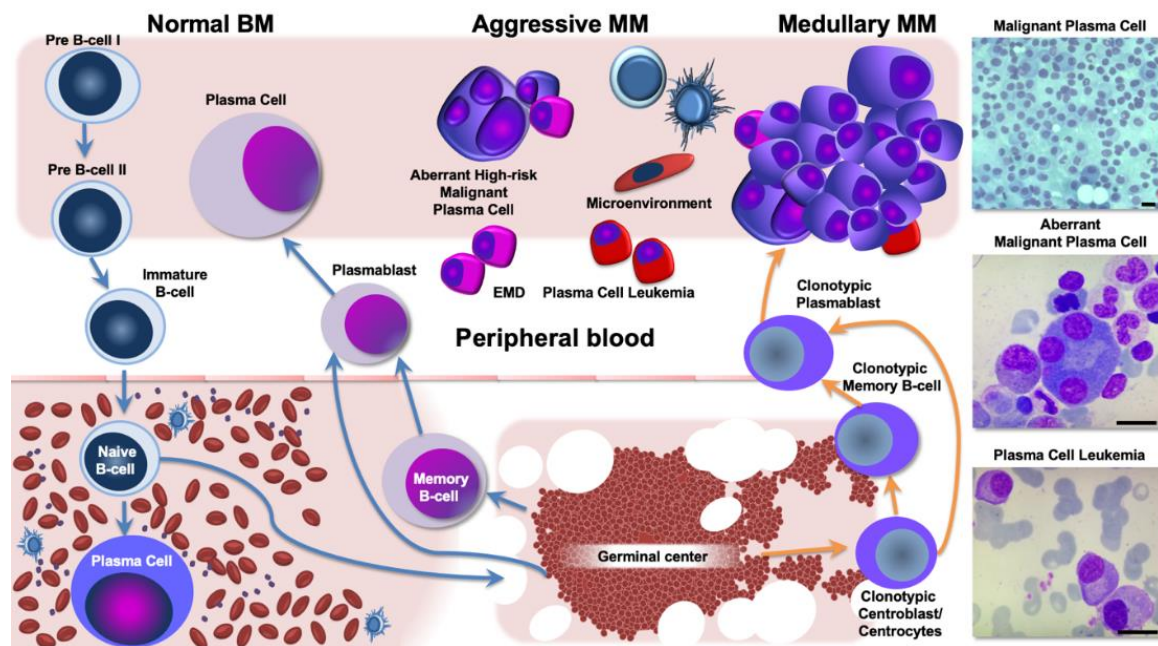 Normal BM
Aggressive MM
Medullary MM
Malignant Plasma Cell
Pre B-cell I
Plasma Cell
Pre B-cell II
Aberrant High-risk
Malignant
Plasma Cell
Microenvironment
Aberrant
Malignant Plasma Cell
Immature
B-cell
Plasmablast
EMD
Plasma Cell Leukemia
Clonotypic
Plasmablast
Peripheral blood
Clonotypic
Memory B-cell
Naive
B-cell
Memory
B-cell
Plasma Cell Leukemia
Plasma Cell
Germinal center
Clonotypic
Centroblast/
Centrocytes